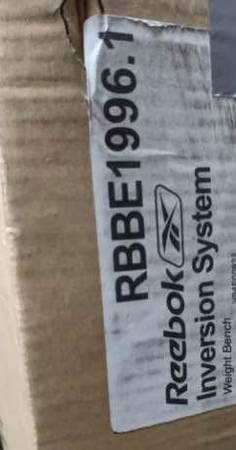 RBBE1996.1
Reebok
Inversion System
Weight Bench